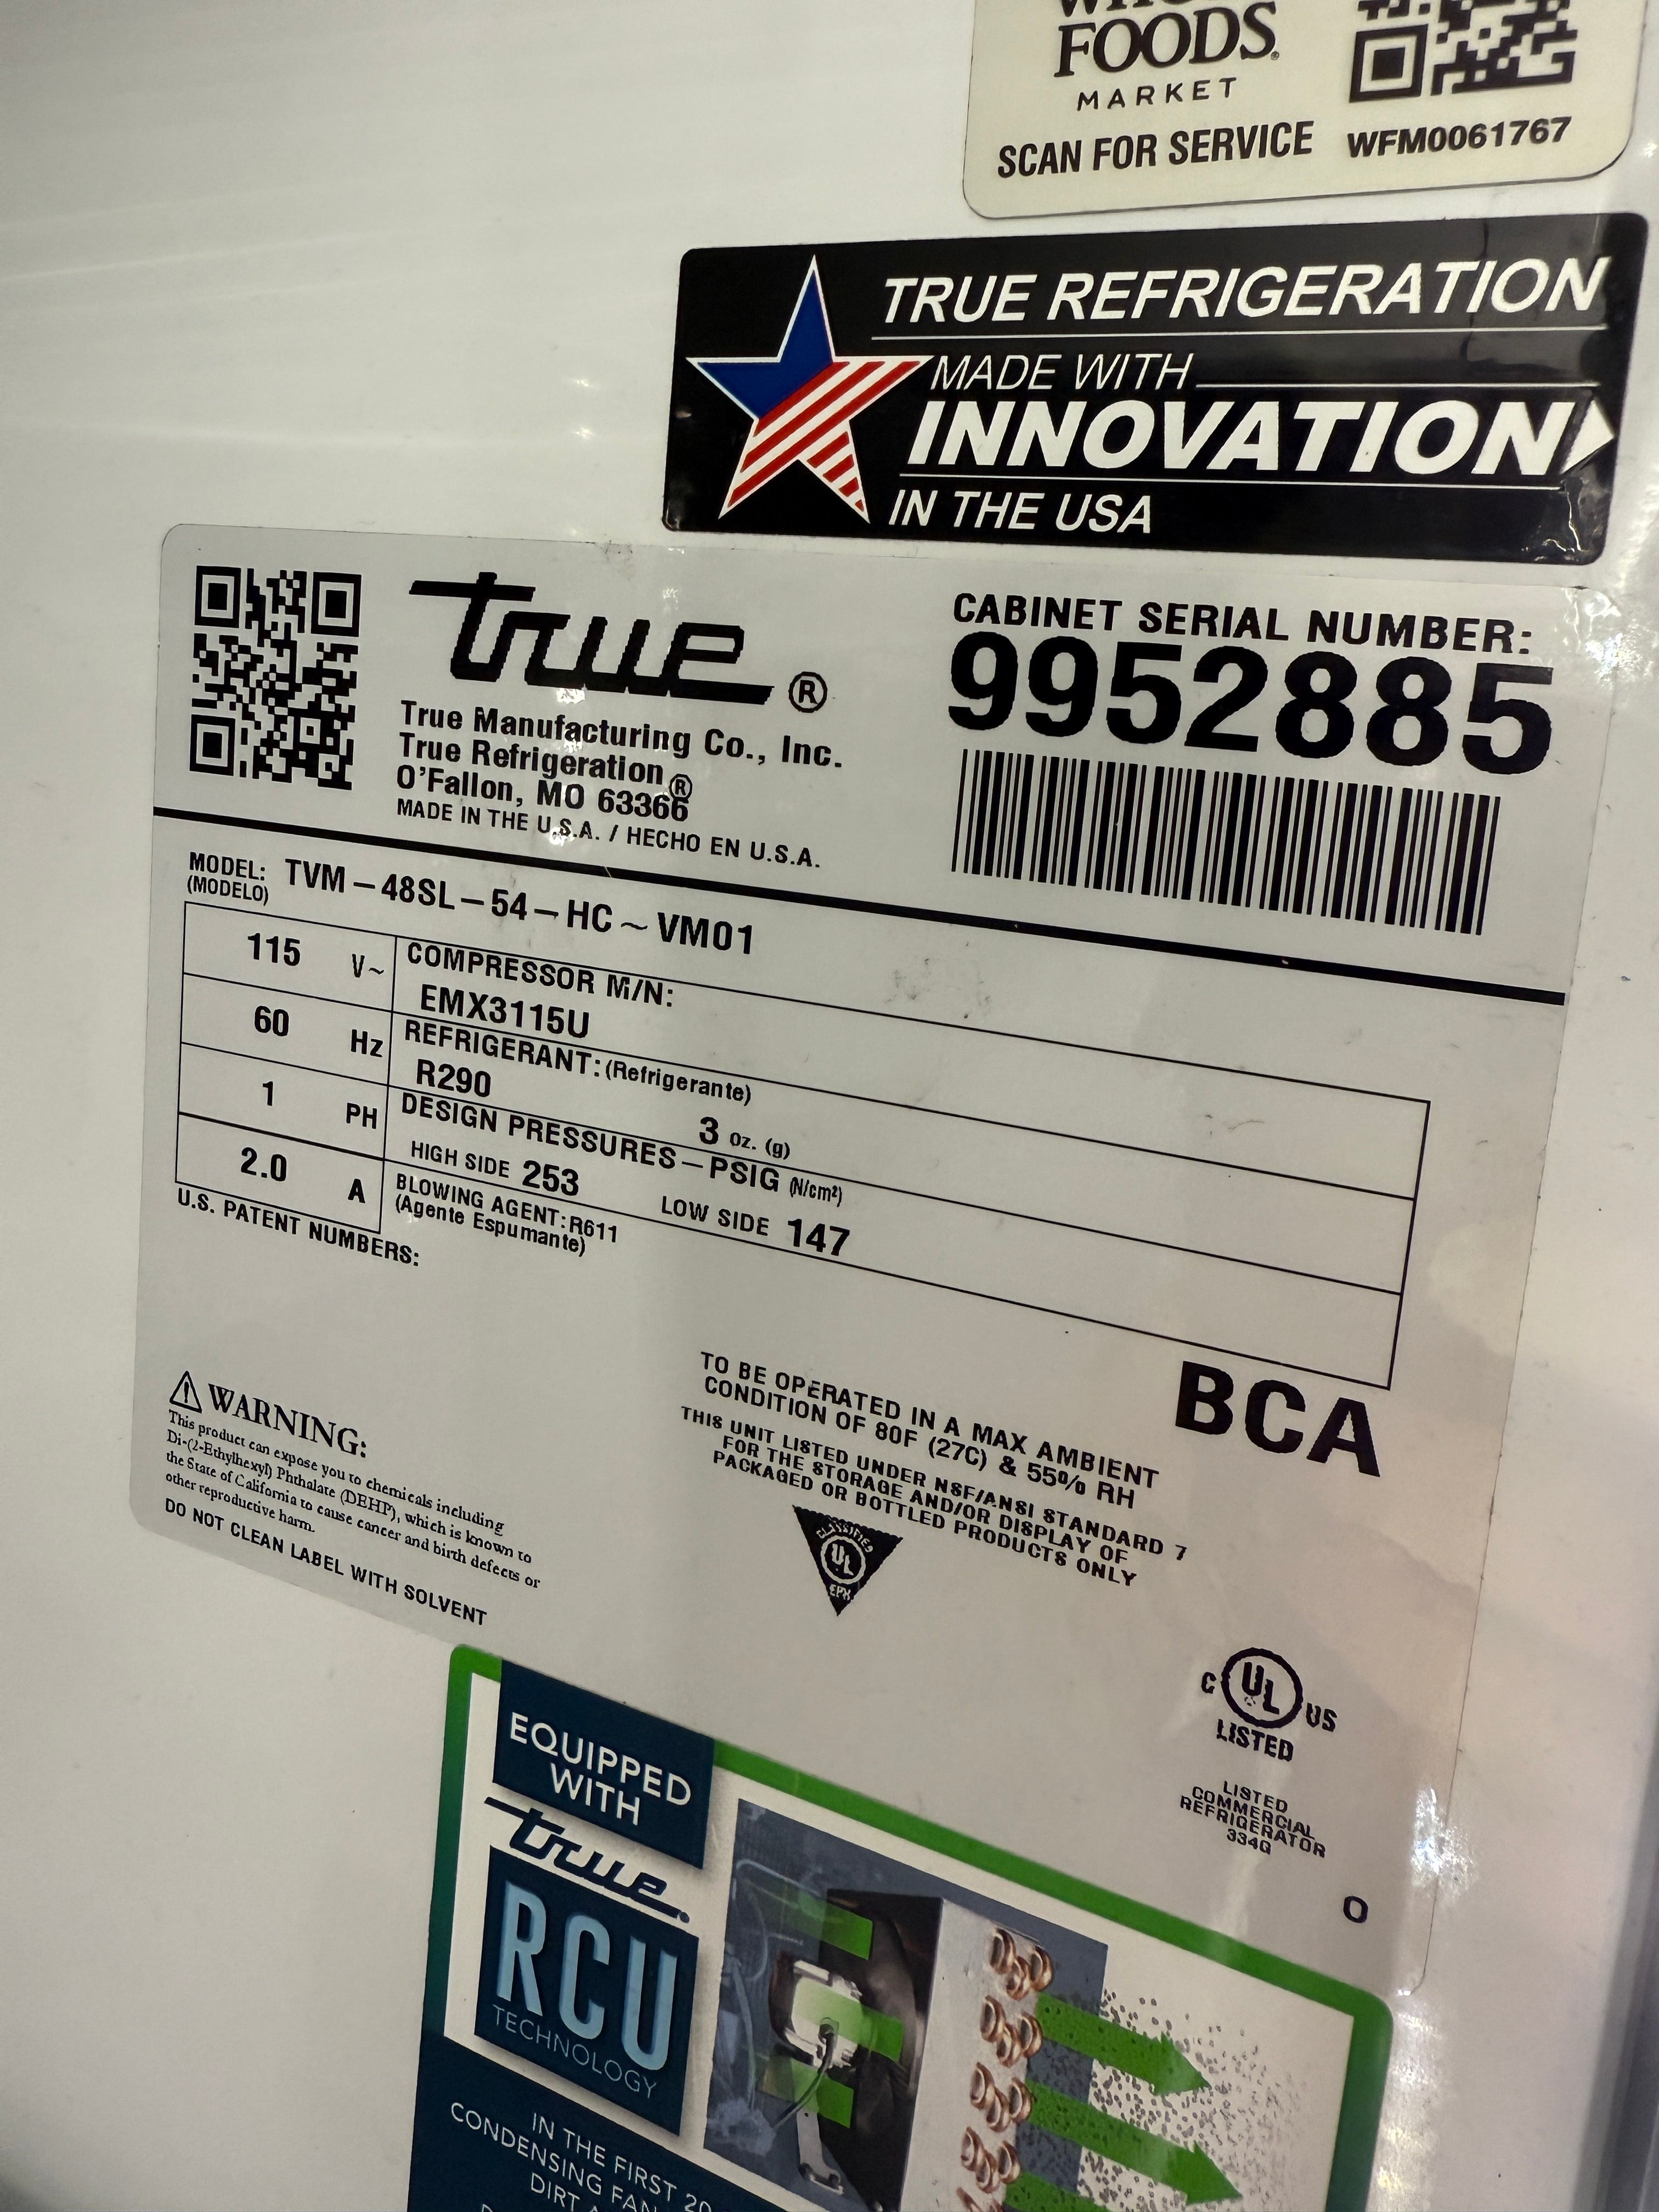 FOODS®
MARKET
SCAN FOR SERVICE WFM0061767
TRUE REFRIGERATION
MADE WITH
INNOVATION
IN THE USA
true®
True Manufacturing Co., Inc.
True Refrigeration®
O'Fallon, MO 63366
MADE IN THE U.S.A. / HECHO EN U.S.A.
CABINET SERIAL NUMBER:
9952885
MODEL: TVM-48SL-54-HC~VM01
(MODELO)
115 V~
60 Hz
1 PH
2.0 A
COMPRESSOR M/N:
EMX3115U
REFRIGERANT: (Refrigerante)
R290 3 oz. (g)
DESIGN PRESSURES-PSIG (N/cm²)
HIGH SIDE 253 LOW SIDE 147
BLOWING AGENT:R611
(Agente Espumante)
U.S. PATENT NUMBERS:
BCA
⚠ WARNING:
This product can expose you to chemicals including
Di-(2-Ethylhexyl) Phthalate (DEHP), which is known to
the State of California to cause cancer and birth defects or
other reproductive harm.
DO NOT CLEAN LABEL WITH SOLVENT
TO BE OPERATED IN A MAX AMBIENT
CONDITION OF 80F (27C) & 55% RH
THIS UNIT LISTED UNDER NSF/ANSI STANDARD 7
FOR THE STORAGE AND/OR DISPLAY OF
PACKAGED OR BOTTLED PRODUCTS ONLY
CLASSIFIED
UL
EPH
C UL US
LISTED
LISTED
COMMERCIAL
REFRIGERATOR
334G
O
EQUIPPED
WITH
true®
RCU
TECHNOLOGY
IN THE FIRST
CONDENSING
DIRT